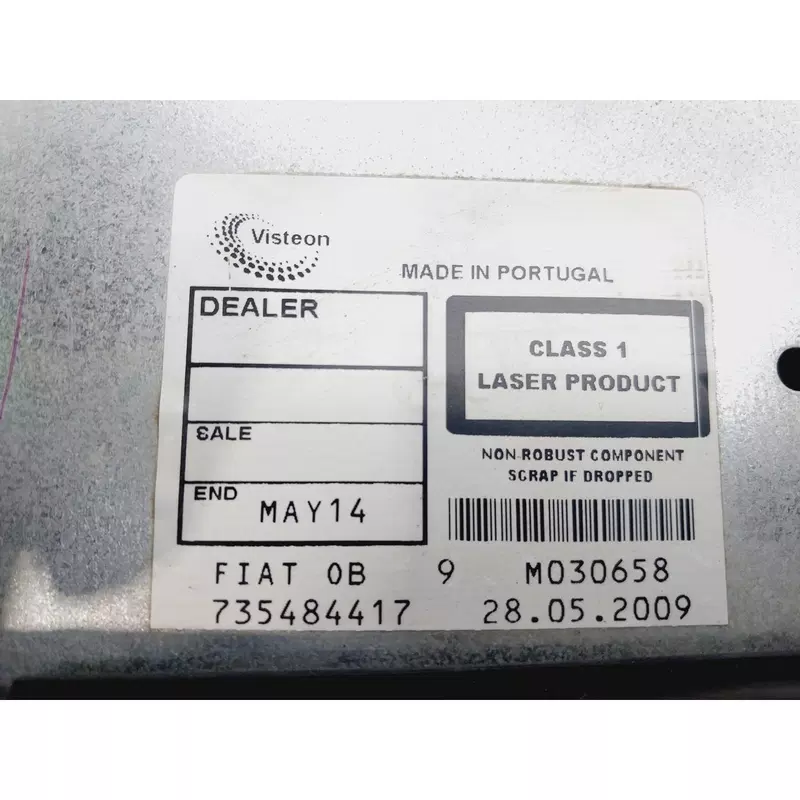 Visteon
MADE IN PORTUGAL
DEALER
CLASS 1
LASER PRODUCT
SALE
NON-ROBUST COMPONENT
SCRAP IF DROPPED
END MAY14
FIAT 0B 9 M030658
735484417 28.05.2009